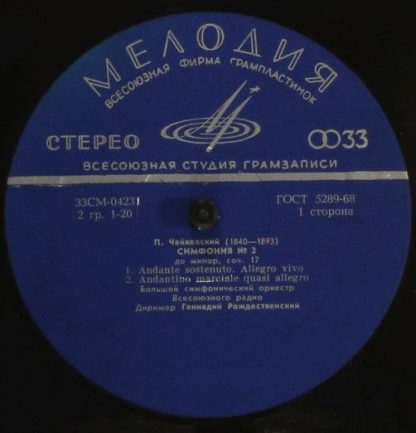 МЕЛОДИЯ
ВСЕСОЮЗНАЯ ФИРМА ГРАМПЛАСТИНОК
СТЕРЕО
33
ВСЕСОЮЗНАЯ СТУДИЯ ГРАМЗАПИСИ
33СМ-04231
ГОСТ 5289-68
2 гр. 1-20
1 сторона
П. Чайковский (1840—1893)
СИМФОНИЯ № 2
до минор, соч. 17
1. Andante sostenuto. Allegro vivo
2. Andantino marciale quasi allegro
Большой симфонический оркестр
Всесоюзного радио
Дирижер Геннадий Рождественский